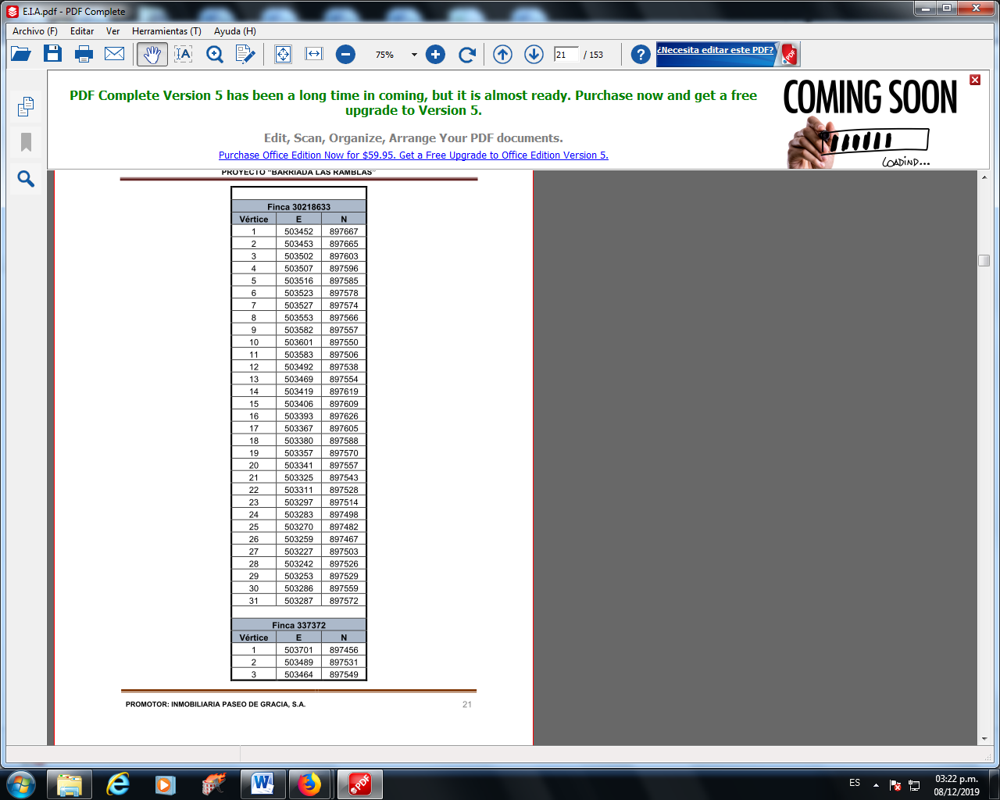 E.I.A.pdf - PDF Complete
Archivo (F) Editar Ver Herramientas (T) Ayuda (H)
75% 21 / 153 ¿Necesita editar este PDF? PDF
PDF Complete Version 5 has been a long time in coming, but it is almost ready. Purchase now and get a free
upgrade to Version 5.
Edit, Scan, Organize, Arrange Your PDF documents.
Purchase Office Edition Now for $59.95. Get a Free Upgrade to Office Edition Version 5.
COMING SOON
LOADIND...
PROYECTO "BARRIADA LAS RAMBLAS"
Finca 30218633
Vértice E N
1 503452 897667
2 503453 897665
3 503502 897603
4 503507 897596
5 503516 897585
6 503523 897578
7 503527 897574
8 503553 897566
9 503582 897557
10 503601 897550
11 503583 897506
12 503492 897538
13 503469 897554
14 503419 897619
15 503406 897609
16 503393 897626
17 503367 897605
18 503380 897588
19 503357 897570
20 503341 897557
21 503325 897543
22 503311 897528
23 503297 897514
24 503283 897498
25 503270 897482
26 503259 897467
27 503227 897503
28 503242 897526
29 503253 897529
30 503286 897559
31 503287 897572
Finca 337372
Vértice E N
1 503701 897456
2 503489 897531
3 503464 897549
PROMOTOR: INMOBILIARIA PASEO DE GRACIA, S.A. 21
PDF
ES 03:22 p.m.
08/12/2019